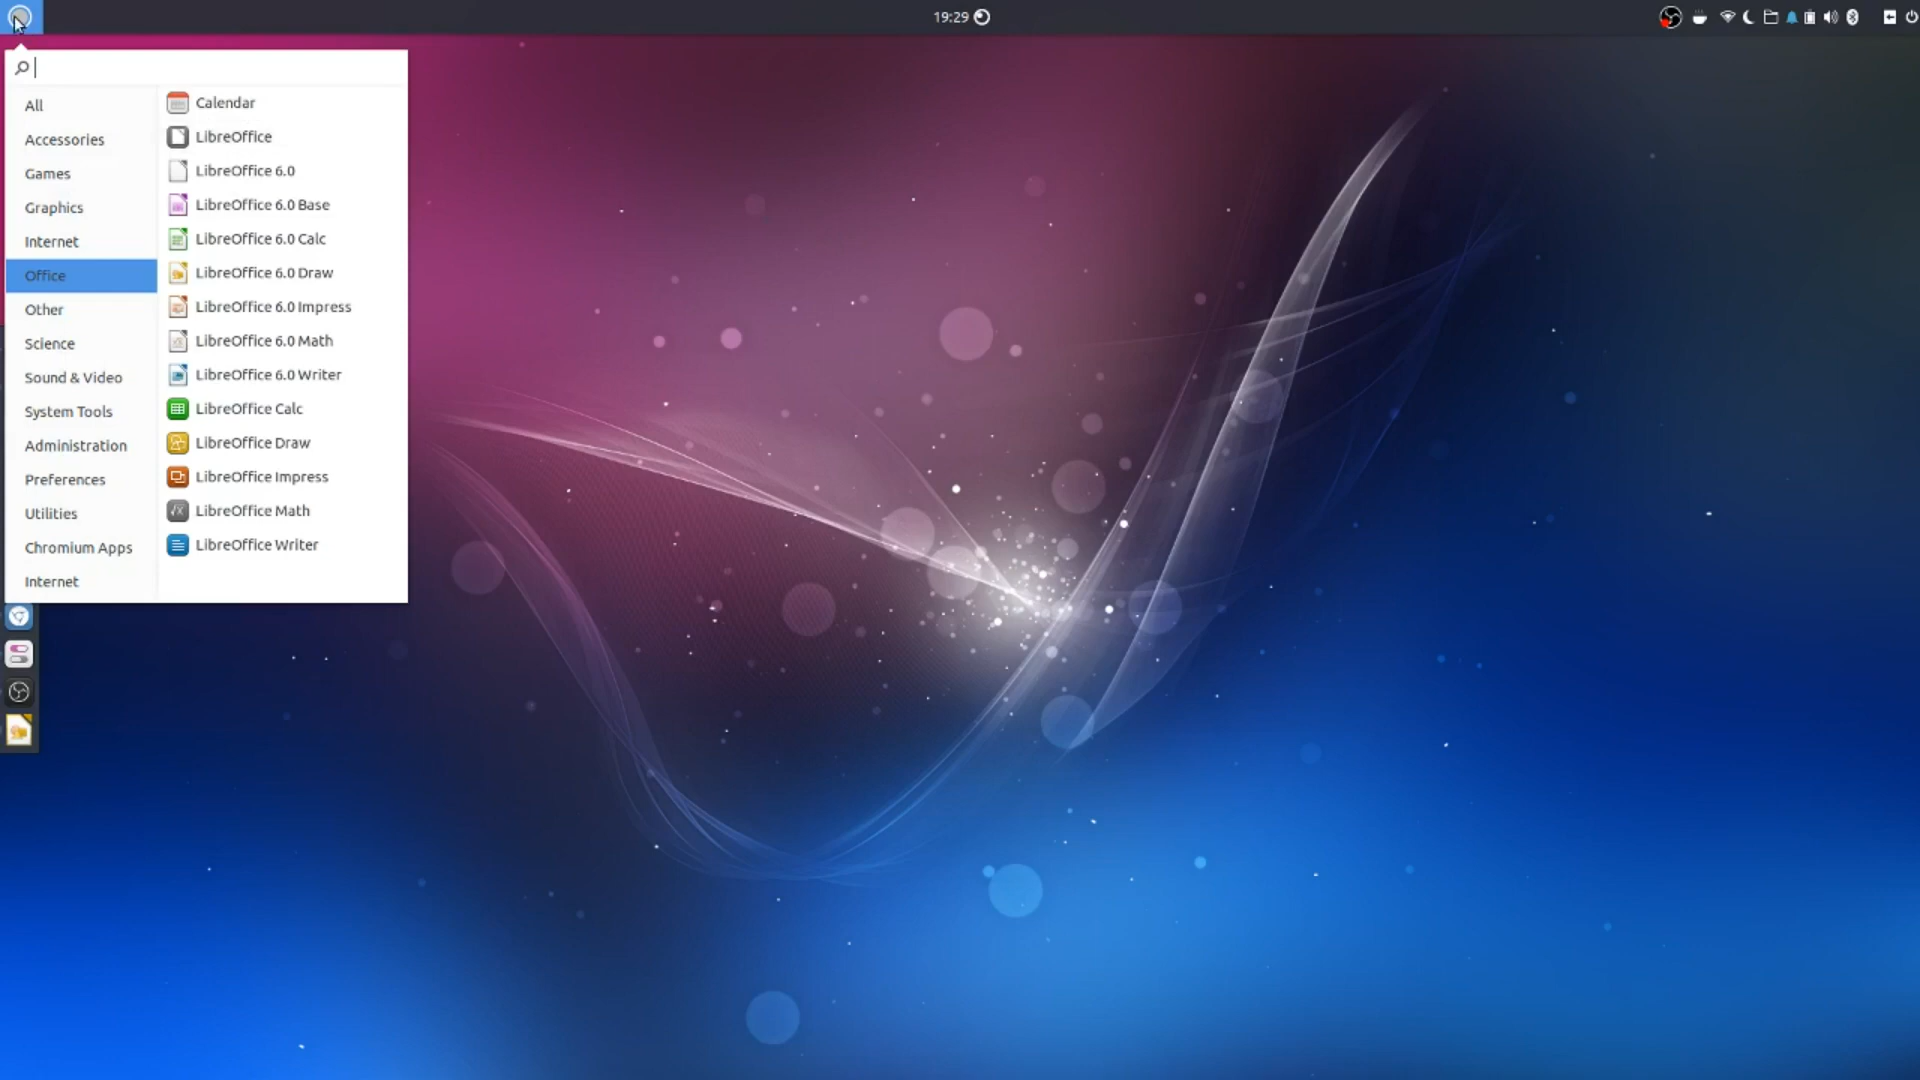 19:29
All
Accessories
Games
Graphics
Internet
Office
Other
Science
Sound & Video
System Tools
Administration
Preferences
Utilities
Chromium Apps
Internet
Calendar
LibreOffice
LibreOffice 6.0
LibreOffice 6.0 Base
LibreOffice 6.0 Calc
LibreOffice 6.0 Draw
LibreOffice 6.0 Impress
LibreOffice 6.0 Math
LibreOffice 6.0 Writer
LibreOffice Calc
LibreOffice Draw
LibreOffice Impress
LibreOffice Math
LibreOffice Writer